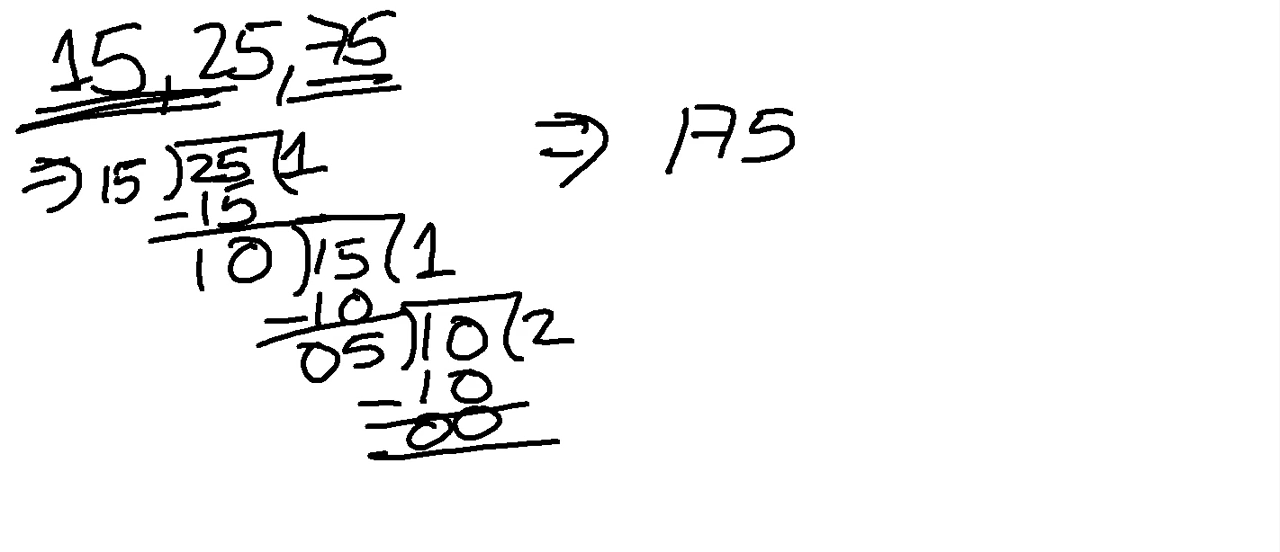 15, 25, 75
⇒ 15 ) 25 ( 1
- 15
10 ) 15 ( 1
- 10
05 ) 10 ( 2
- 10
00
⇒ 175